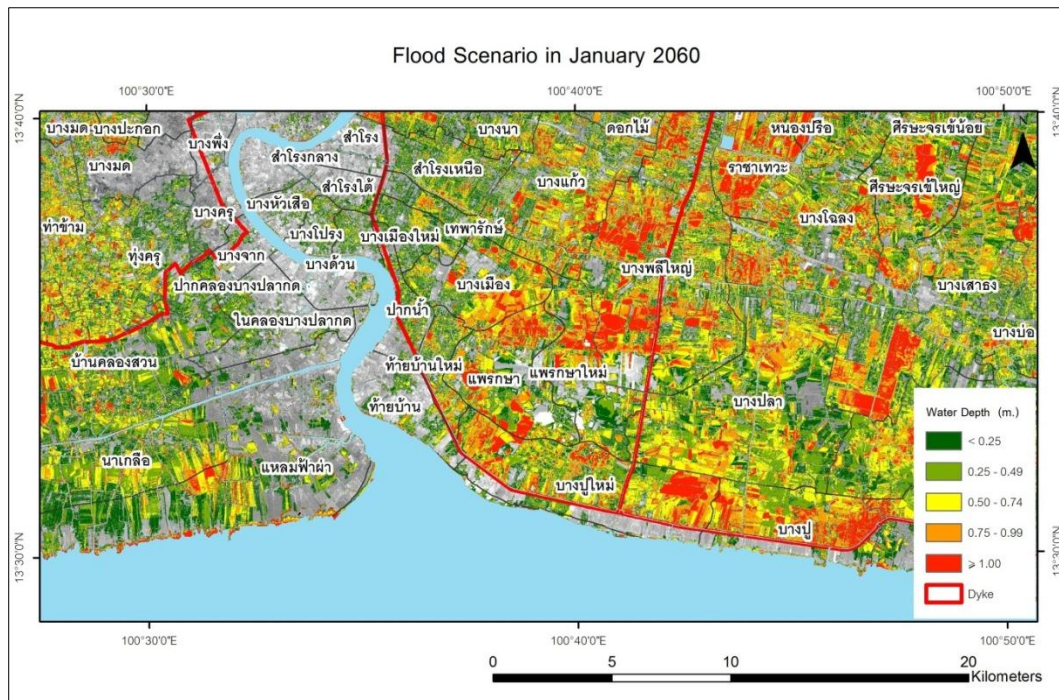 Flood Scenario in January 2060
100°30'0"E
100°40'0"E
100°50'0"E
13°40'0"N
13°40'0"N
บางมด
บางปะกอก
บางพึ่ง
สำโรง
บางนา
ดอกไม้
หนองปรือ
ศีรษะจรเข้น้อย
บางมด
สำโรงกลาง
สำโรงเหนือ
ราชาเทวะ
สำโรงใต้
บางแก้ว
ศีรษะจรเข้ใหญ่
บางหัวเสือ
บางครุ
บางโฉลง
ท่าข้าม
บางโปรง
บางเมืองใหม่
เทพารักษ์
ทุ่งครุ
บางจาก
บางด้วน
บางพลีใหญ่
ปากคลองบางปลากด
บางเมือง
บางเสาธง
ในคลองบางปลากด
ปากน้ำ
บางบ่อ
บ้านคลองสวน
ท้ายบ้านใหม่
แพรกษา
แพรกษาใหม่
ท้ายบ้าน
บางปลา
นาเกลือ
แหลมฟ้าผ่า
บางปูใหม่
บางปู
Water Depth (m.)
< 0.25
0.25 - 0.49
0.50 - 0.74
0.75 - 0.99
⩾ 1.00
Dyke
13°30'0"N
13°30'0"N
100°30'0"E
100°40'0"E
100°50'0"E
0 5 10 20
Kilometers